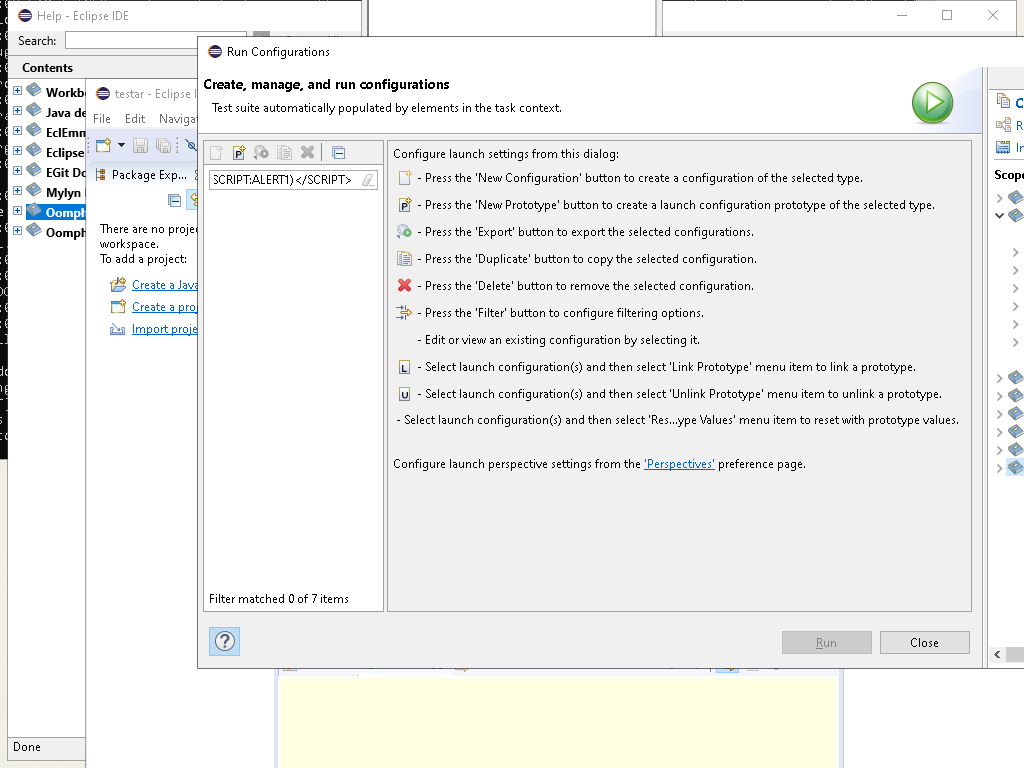 Help - Eclipse IDE
Search:
Contents
Workb
Java de
EclEmm
Eclipse
EGit Do
Mylyn
Oomph
Oomph
Done
testar - Eclipse I
File Edit Navigat
Package Exp...
There are no projec
workspace.
To add a project:
Create a Java
Create a proj
Import proje
Run Configurations
Create, manage, and run configurations
Test suite automatically populated by elements in the task context.
SCRIPT:ALERT1)</SCRIPT>
Filter matched 0 of 7 items
Configure launch settings from this dialog:
- Press the 'New Configuration' button to create a configuration of the selected type.
- Press the 'New Prototype' button to create a launch configuration prototype of the selected type.
- Press the 'Export' button to export the selected configurations.
- Press the 'Duplicate' button to copy the selected configuration.
- Press the 'Delete' button to remove the selected configuration.
- Press the 'Filter' button to configure filtering options.
- Edit or view an existing configuration by selecting it.
- Select launch configuration(s) and then select 'Link Prototype' menu item to link a prototype.
- Select launch configuration(s) and then select 'Unlink Prototype' menu item to unlink a prototype.
- Select launch configuration(s) and then select 'Res...ype Values' menu item to reset with prototype values.
Configure launch perspective settings from the 'Perspectives' preference page.
Run Close
Scope